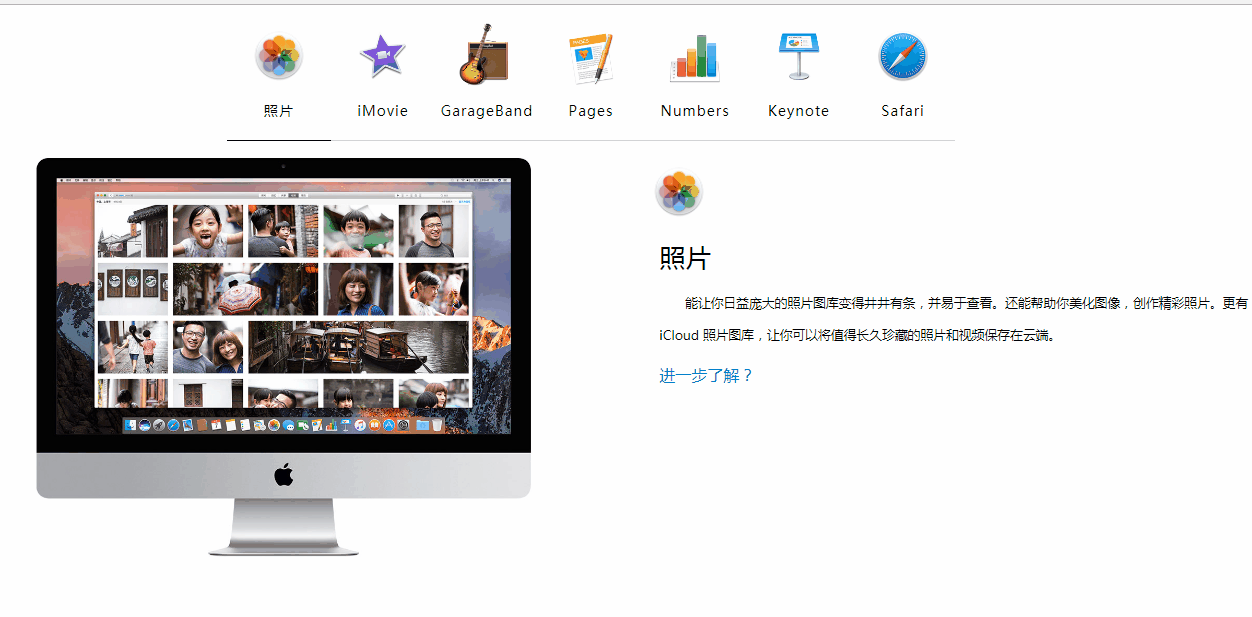 照片
iMovie
GarageBand
Pages
Numbers
Keynote
Safari
照片
能让你日益庞大的照片图库变得井井有条，并易于查看。还能帮助你美化图像，创作精彩照片。更有
iCloud 照片图库，让你可以将值得长久珍藏的照片和视频保存在云端。
进一步了解？